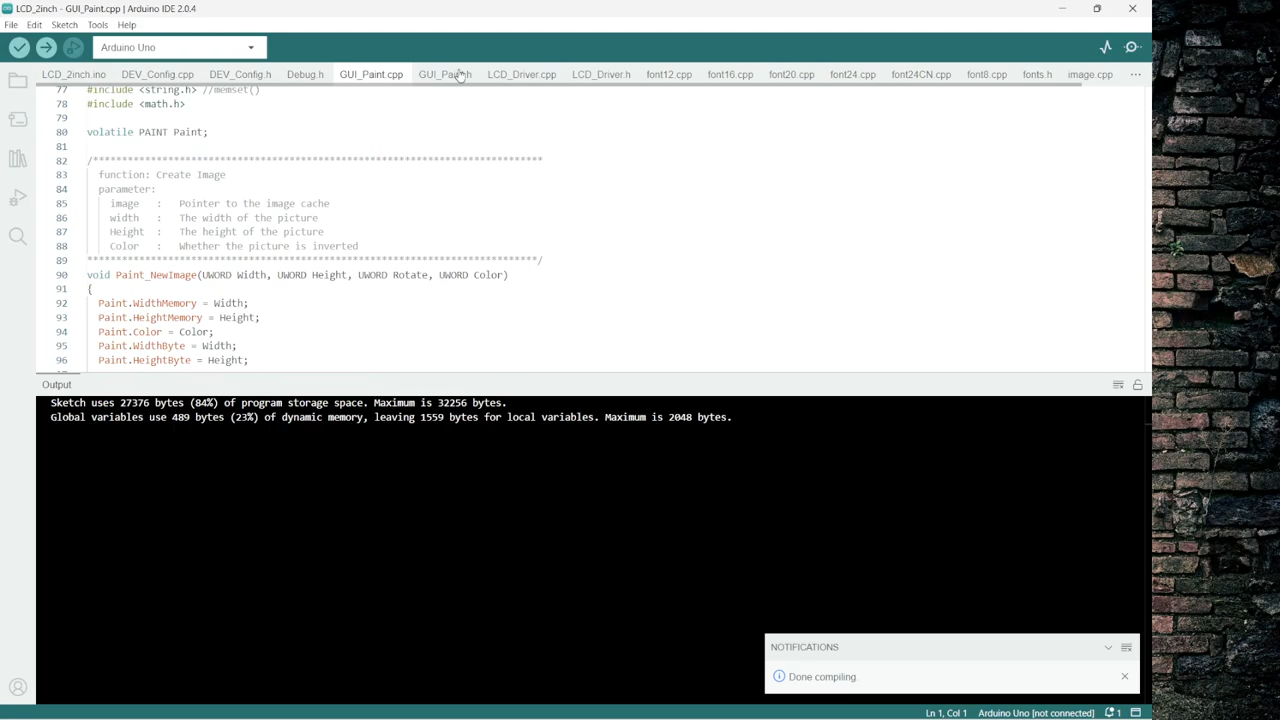 LCD_2inch - GUI_Paint.cpp | Arduino IDE 2.0.4
File Edit Sketch Tools Help
Arduino Uno
LCD_2inch.ino DEV_Config.cpp DEV_Config.h Debug.h GUI_Paint.cpp GUI_Paint.h LCD_Driver.cpp LCD_Driver.h font12.cpp font16.cpp font20.cpp font24.cpp font24CN.cpp font8.cpp fonts.h image.cpp ...
77 #include <string.h> //memset()
78 #include <math.h>
79
80 volatile PAINT Paint;
81
82 /******************************************************************************
83 function: Create Image
84 parameter:
85 image : Pointer to the image cache
86 width : The width of the picture
87 Height : The height of the picture
88 Color : Whether the picture is inverted
89 ******************************************************************************/
90 void Paint_NewImage(UWORD Width, UWORD Height, UWORD Rotate, UWORD Color)
91 {
92 Paint.WidthMemory = Width;
93 Paint.HeightMemory = Height;
94 Paint.Color = Color;
95 Paint.WidthByte = Width;
96 Paint.HeightByte = Height;
Output
Sketch uses 27376 bytes (84%) of program storage space. Maximum is 32256 bytes.
Global variables use 489 bytes (23%) of dynamic memory, leaving 1559 bytes for local variables. Maximum is 2048 bytes.
NOTIFICATIONS
Done compiling.
Ln 1, Col 1 Arduino Uno [not connected] 1